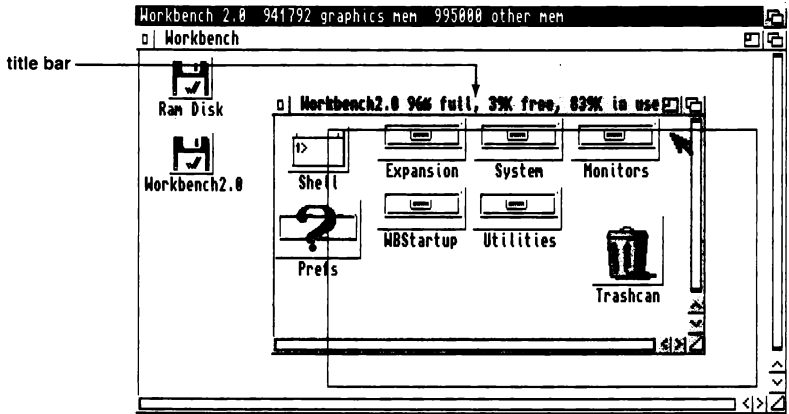 Workbench 2.0 941792 graphics mem 995000 other mem
Workbench
title bar
Ram Disk
Workbench2.0 96% full, 39K free, 839K in use
1>
Shell
Expansion
System
Monitors
Workbench2.0
Prefs
WBStartup
Utilities
Trashcan